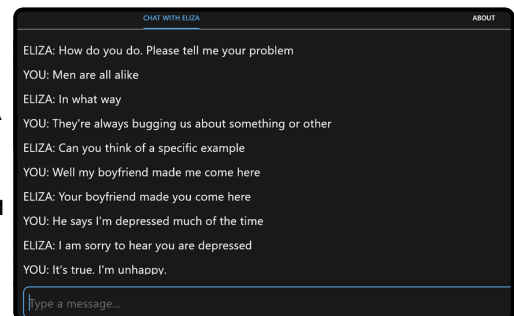 CHAT WITH ELIZA ABOUT
ELIZA: How do you do. Please tell me your problem
YOU: Men are all alike
ELIZA: In what way
YOU: They're always bugging us about something or other
ELIZA: Can you think of a specific example
YOU: Well my boyfriend made me come here
ELIZA: Your boyfriend made you come here
YOU: He says I'm depressed much of the time
ELIZA: I am sorry to hear you are depressed
YOU: It's true. I'm unhappy.
Type a message...